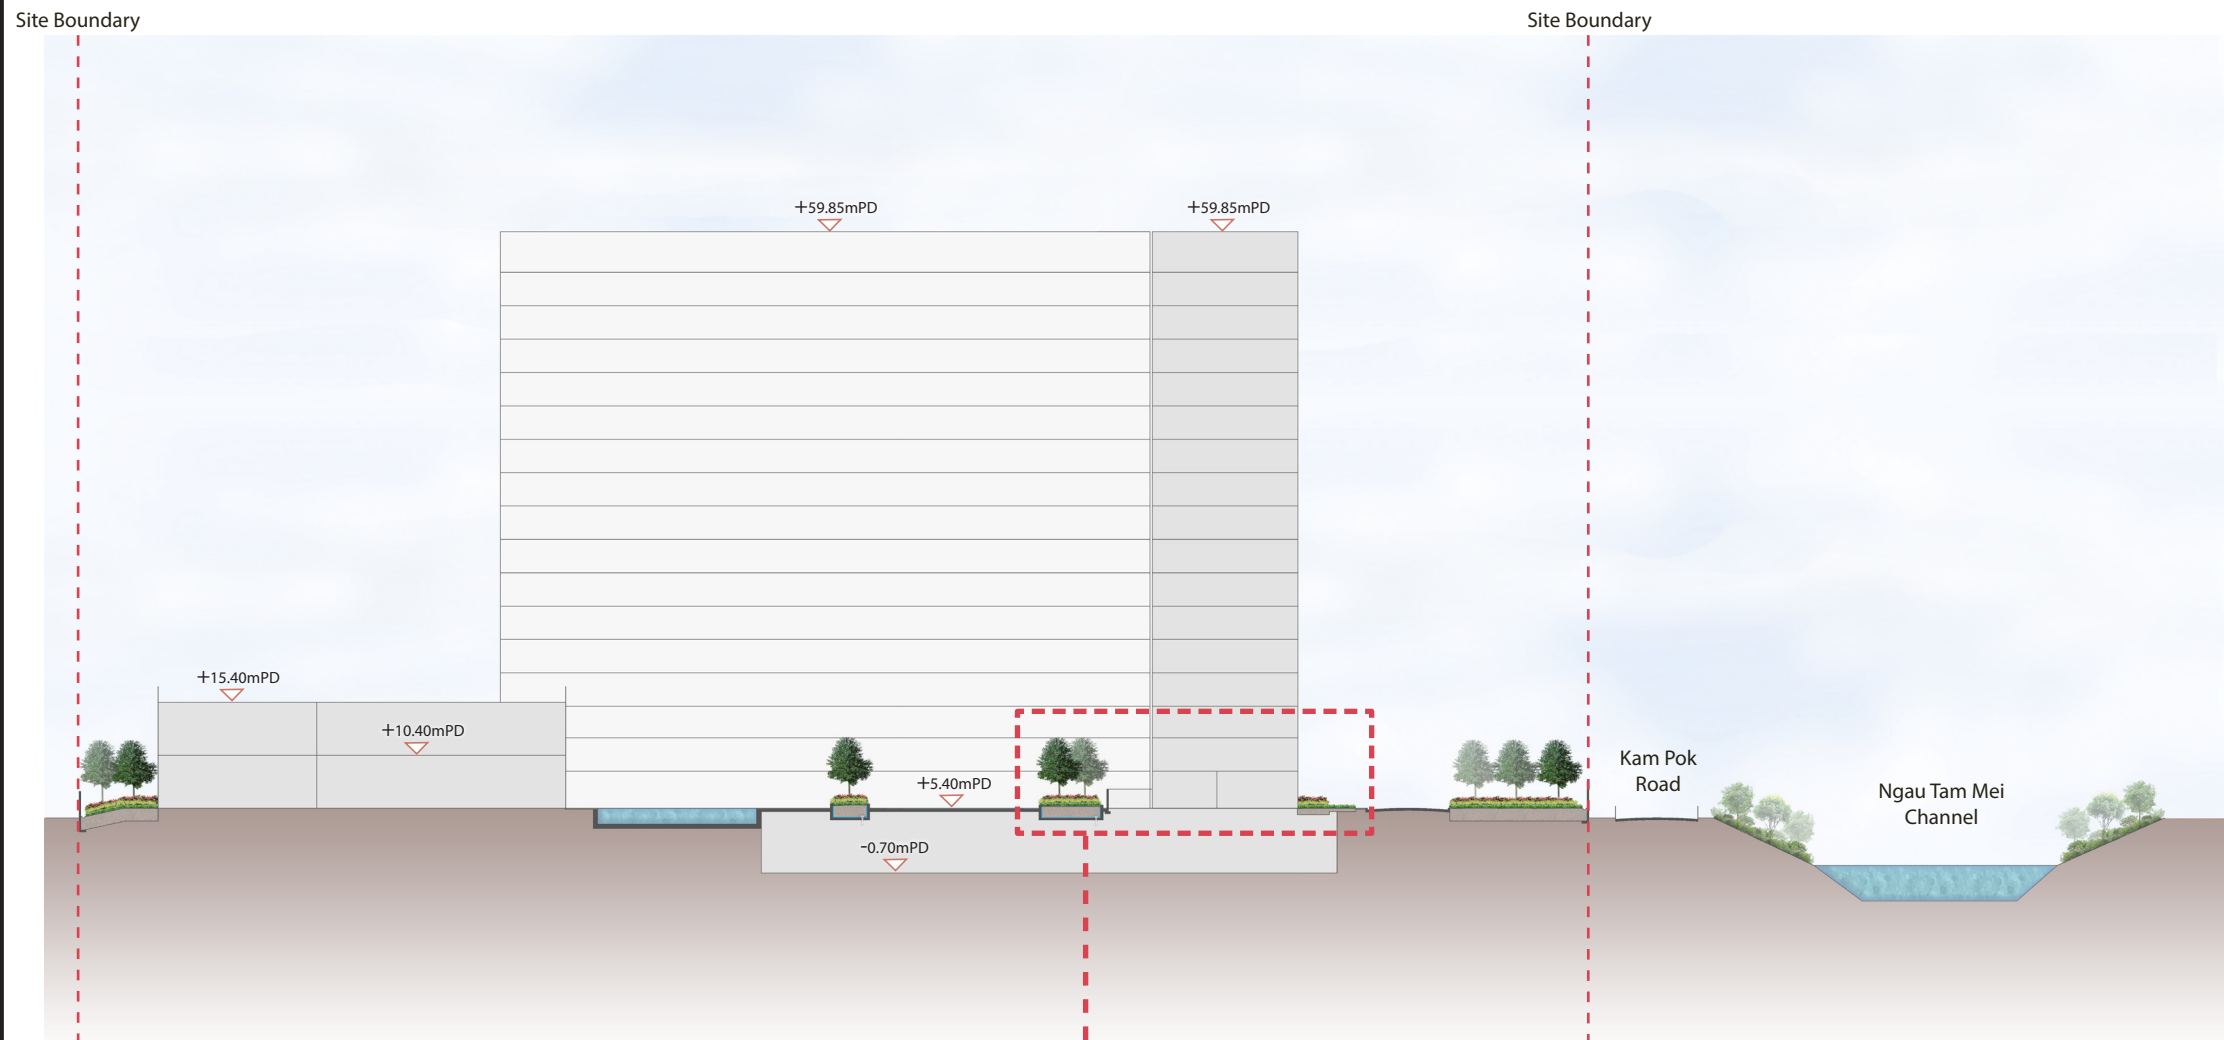 Site Boundary
Site Boundary
+59.85mPD
+59.85mPD
+15.40mPD
+10.40mPD
+5.40mPD
-0.70mPD
Kam Pok
Road
Ngau Tam Mei
Channel